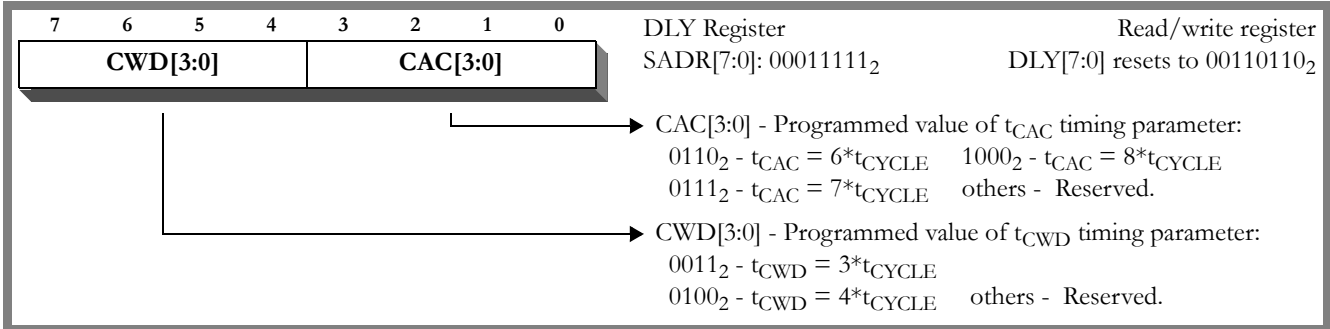 7 6 5 4 3 2 1 0
CWD[3:0] CAC[3:0]
DLY Register Read/write register
SADR[7:0]: 00011111₂ DLY[7:0] resets to 00110110₂
CAC[3:0] - Programmed value of tCAC timing parameter:
0110₂ - tCAC = 6*tCYCLE 1000₂ - tCAC = 8*tCYCLE
0111₂ - tCAC = 7*tCYCLE others - Reserved.
CWD[3:0] - Programmed value of tCWD timing parameter:
0011₂ - tCWD = 3*tCYCLE
0100₂ - tCWD = 4*tCYCLE others - Reserved.